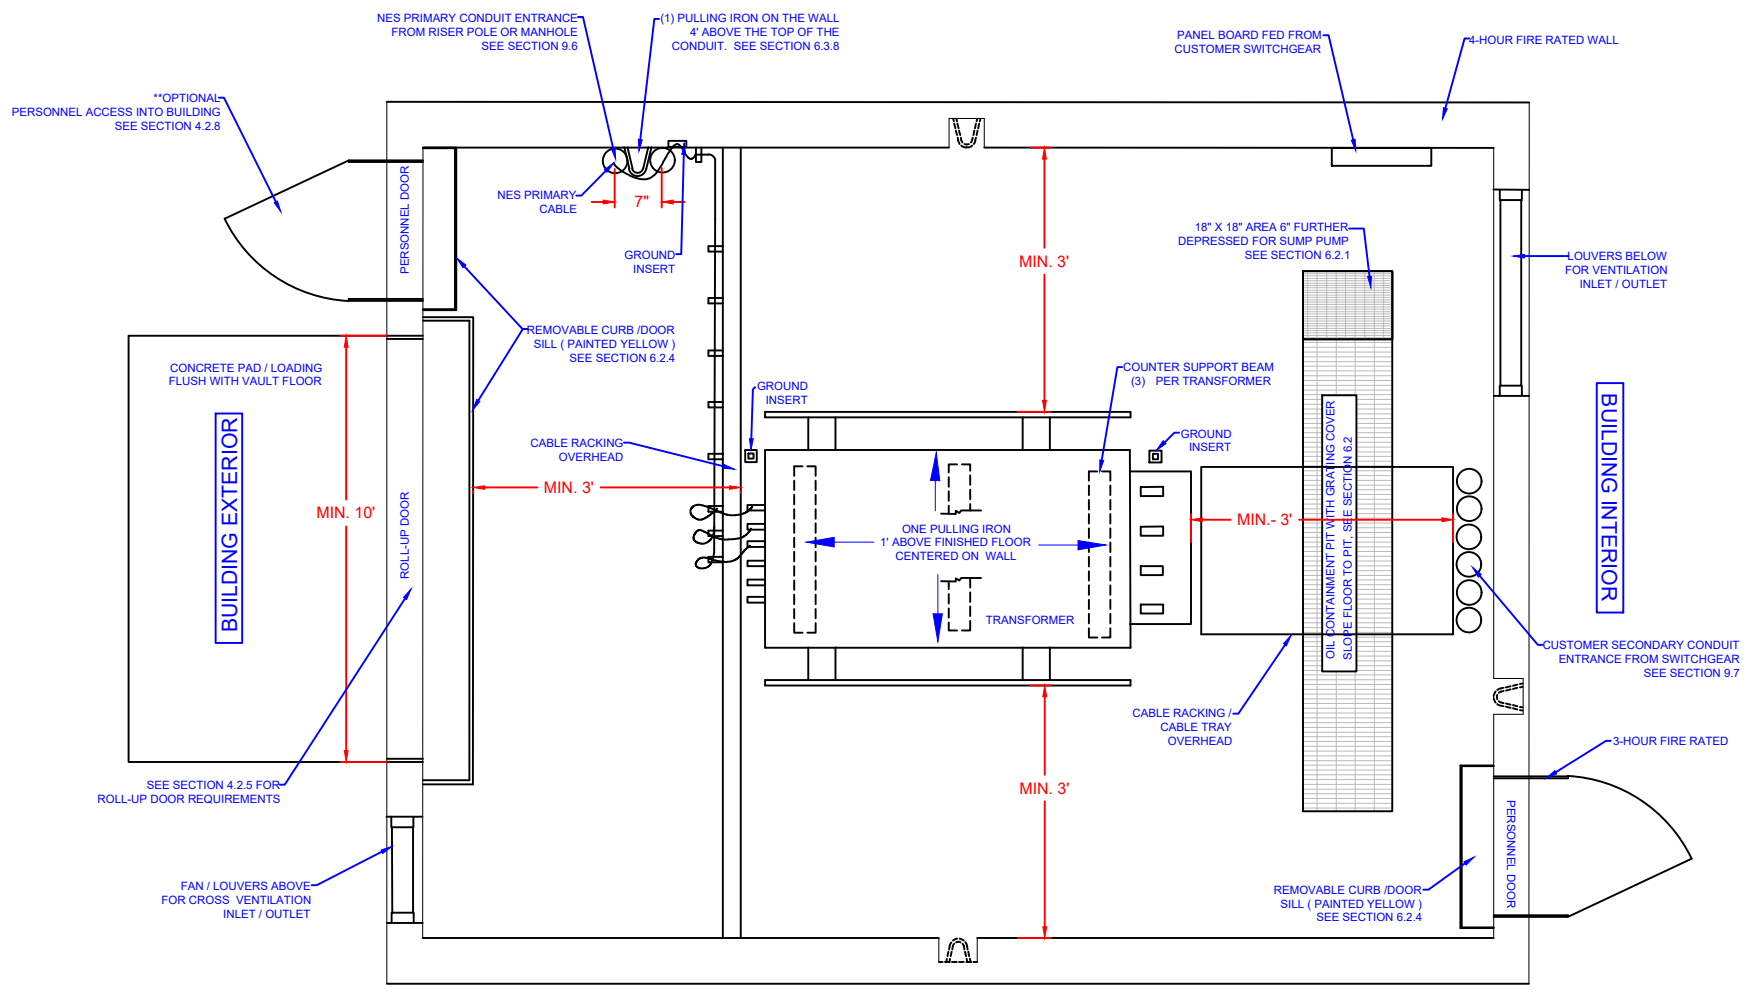 NES PRIMARY CONDUIT ENTRANCE
FROM RISER POLE OR MANHOLE
SEE SECTION 9.6
(1) PULLING IRON ON THE WALL
4' ABOVE THE TOP OF THE
CONDUIT. SEE SECTION 6.3.8
PANEL BOARD FED FROM
CUSTOMER SWITCHGEAR
4-HOUR FIRE RATED WALL
**OPTIONAL
PERSONNEL ACCESS INTO BUILDING
SEE SECTION 4.2.8
PERSONNEL DOOR
NES PRIMARY
CABLE
7"
GROUND
INSERT
MIN. 3'
18" X 18" AREA 6" FURTHER
DEPRESSED FOR SUMP PUMP
SEE SECTION 6.2.1
LOUVERS BELOW
FOR VENTILATION
INLET / OUTLET
REMOVABLE CURB /DOOR
SILL ( PAINTED YELLOW )
SEE SECTION 6.2.4
CONCRETE PAD / LOADING
FLUSH WITH VAULT FLOOR
GROUND
INSERT
COUNTER SUPPORT BEAM
(3) PER TRANSFORMER
BUILDING EXTERIOR
MIN. 10'
ROLL-UP DOOR
CABLE RACKING
OVERHEAD
MIN. 3'
GROUND
INSERT
ONE PULLING IRON
1' ABOVE FINISHED FLOOR
CENTERED ON WALL
TRANSFORMER
MIN.- 3'
OIL CONTAINMENT PIT WITH GRATING COVER
SLOPE FLOOR TO PIT, SEE SECTION 6.2
BUILDING INTERIOR
CUSTOMER SECONDARY CONDUIT
ENTRANCE FROM SWITCHGEAR
SEE SECTION 9.7
CABLE RACKING /
CABLE TRAY
OVERHEAD
3-HOUR FIRE RATED
SEE SECTION 4.2.5 FOR
ROLL-UP DOOR REQUIREMENTS
MIN. 3'
PERSONNEL DOOR
FAN / LOUVERS ABOVE
FOR CROSS VENTILATION
INLET / OUTLET
REMOVABLE CURB /DOOR
SILL ( PAINTED YELLOW )
SEE SECTION 6.2.4